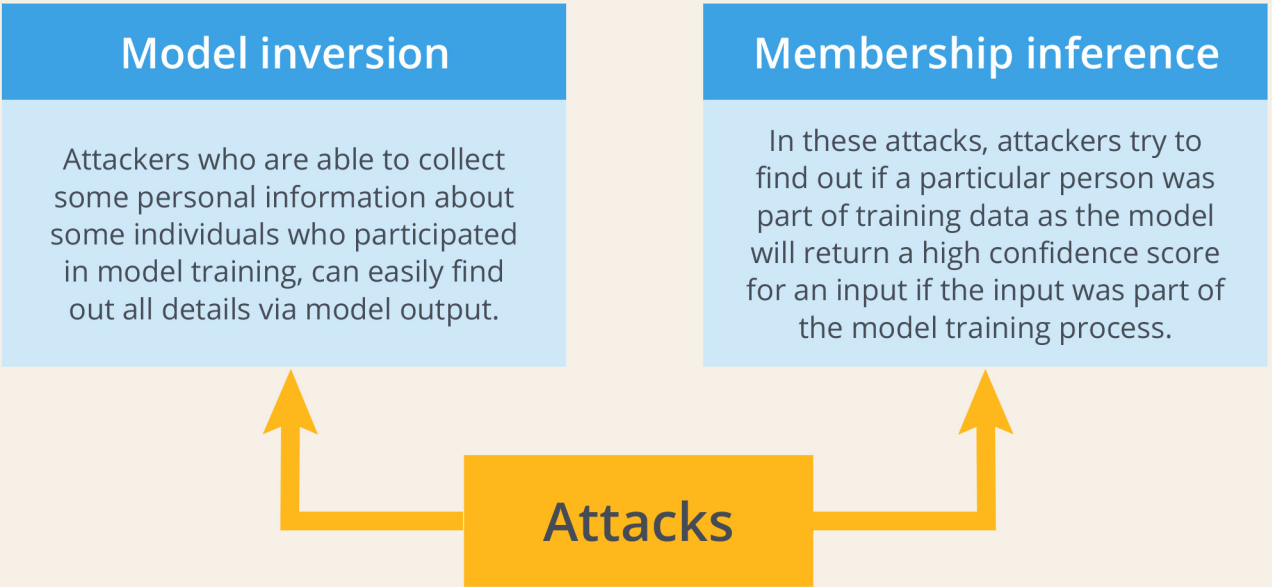 Model inversion
Attackers who are able to collect
some personal information about
some individuals who participated
in model training, can easily find
out all details via model output.
Membership inference
In these attacks, attackers try to
find out if a particular person was
part of training data as the model
will return a high confidence score
for an input if the input was part of
the model training process.
Attacks